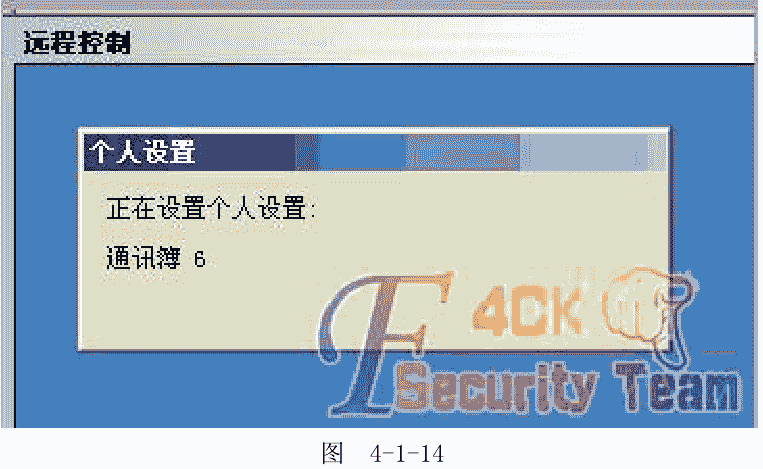 远程控制
个人设置
正在设置个人设置:
通讯簿 6
F4CK
Security Team
图 4-1-14